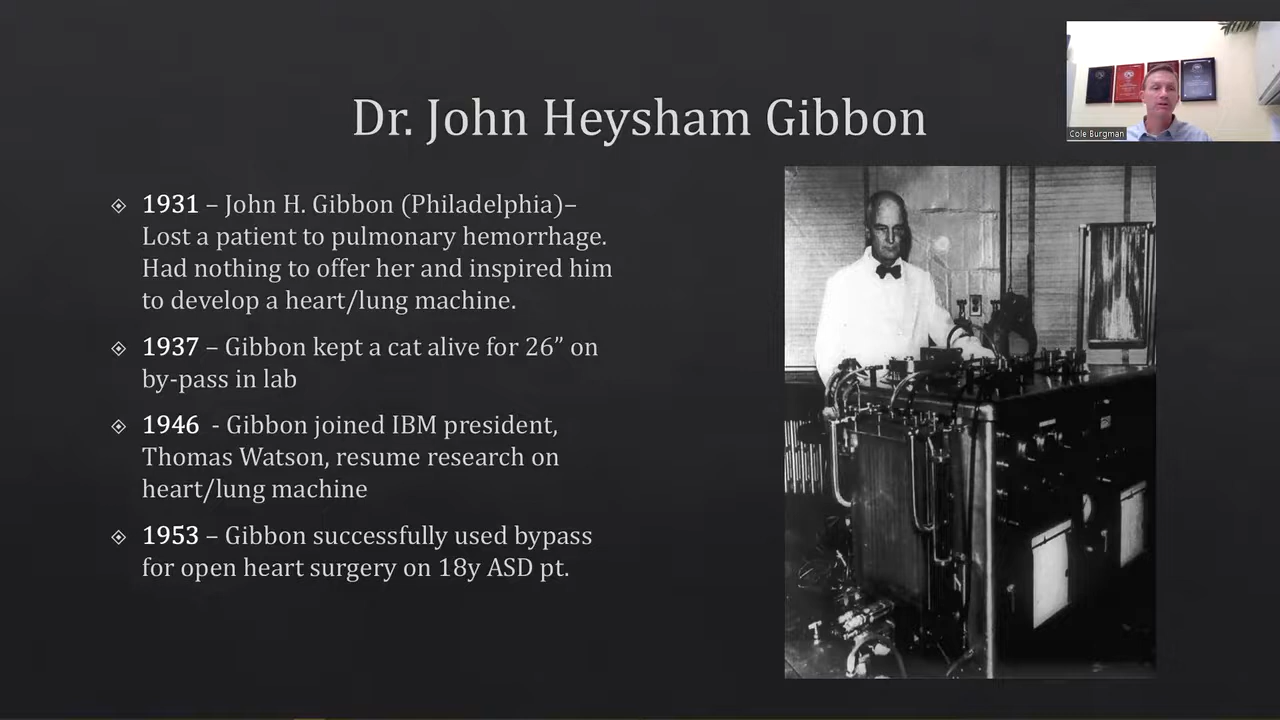 Dr. John Heysham Gibbon
Cole Burgman
1931 – John H. Gibbon (Philadelphia)–
Lost a patient to pulmonary hemorrhage.
Had nothing to offer her and inspired him
to develop a heart/lung machine.
1937 – Gibbon kept a cat alive for 26” on
by-pass in lab
1946  - Gibbon joined IBM president,
Thomas Watson, resume research on
heart/lung machine
1953 – Gibbon successfully used bypass
for open heart surgery on 18y ASD pt.